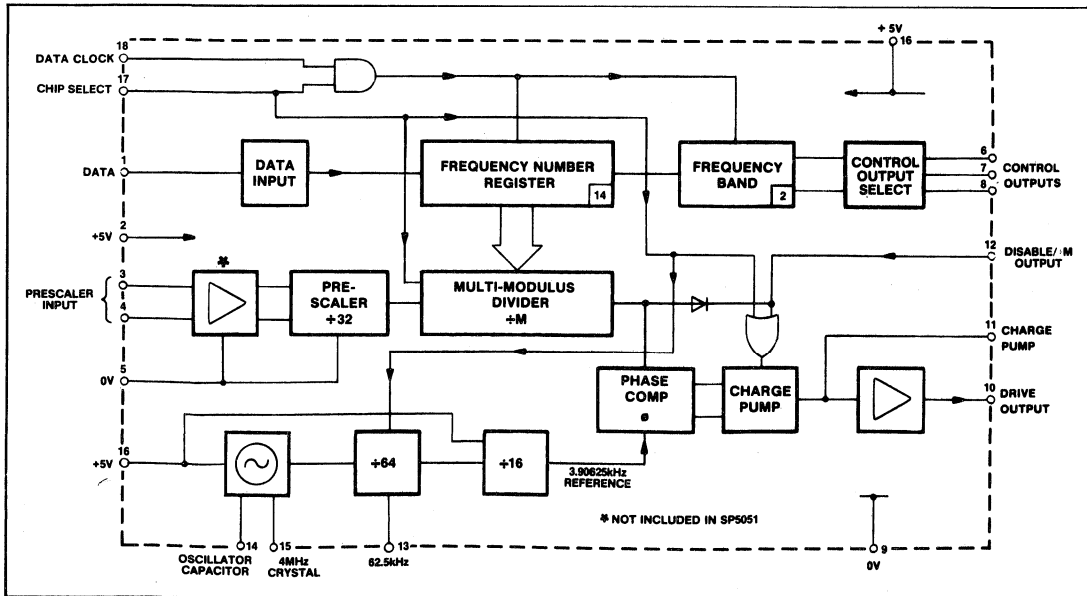 18
DATA CLOCK
17
CHIP SELECT
+ 5V
16
1
DATA
DATA
INPUT
FREQUENCY NUMBER
REGISTER
14
FREQUENCY
BAND
2
CONTROL
OUTPUT
SELECT
6
7
8
CONTROL
OUTPUTS
2
+5V
12
DISABLE/÷M
OUTPUT
3
4
PRESCALER
INPUT
*
PRE-
SCALER
÷32
MULTI-MODULUS
DIVIDER
÷M
11
CHARGE
PUMP
5
0V
PHASE
COMP
ø
CHARGE
PUMP
10
DRIVE
OUTPUT
16
+5V
÷64
÷16
3.90625kHz
REFERENCE
* NOT INCLUDED IN SP5051
14
OSCILLATOR
CAPACITOR
15
4MHz
CRYSTAL
13
62.5kHz
9
0V